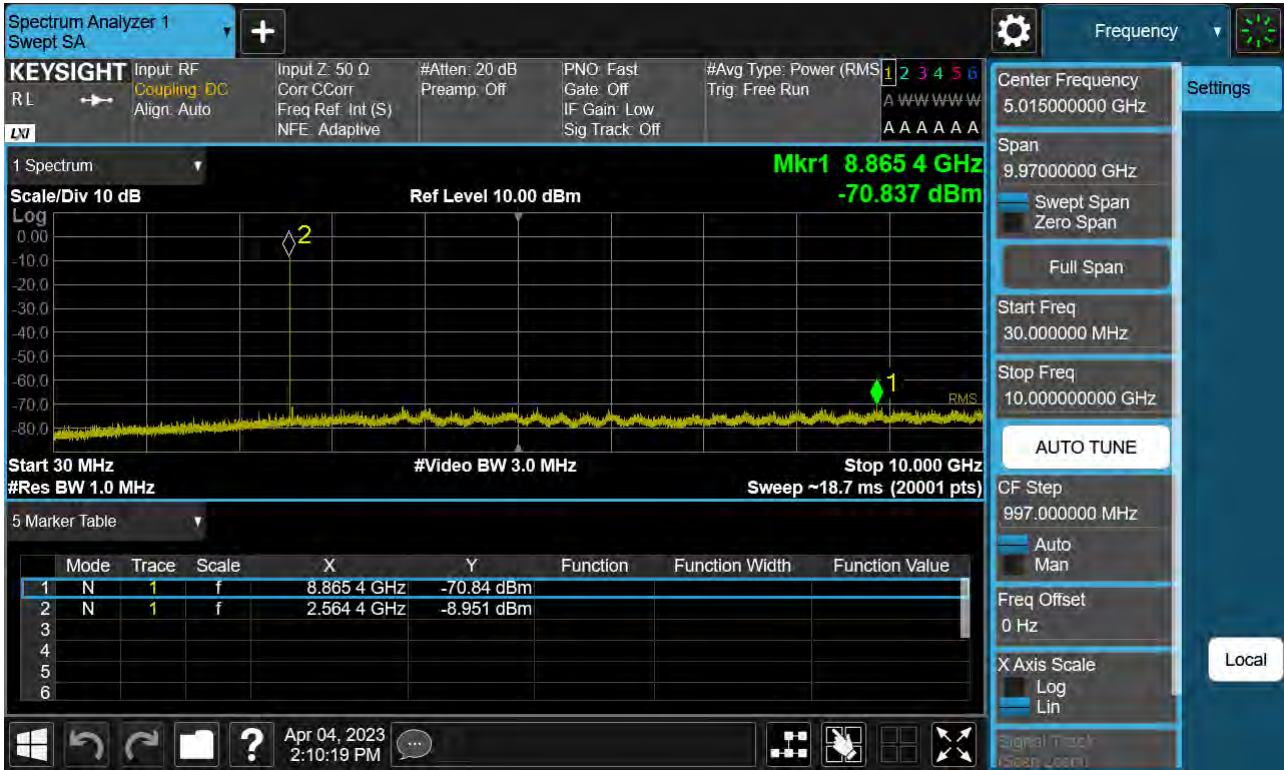 Spectrum Analyzer 1
Swept SA
Frequency
KEYSIGHT
RL
LXI
Input: RF
Coupling: DC
Align: Auto
Input Z: 50 Ω
Corr CCorr
Freq Ref: Int (S)
NFE: Adaptive
#Atten: 20 dB
Preamp: Off
PNO: Fast
Gate: Off
IF Gain: Low
Sig Track: Off
#Avg Type: Power (RMS
Trig: Free Run
1 2 3 4 5 6
A W W W W W
A A A A A A
1 Spectrum
Scale/Div 10 dB
Ref Level 10.00 dBm
Mkr1 8.865 4 GHz
-70.837 dBm
Log
0.00
-10.0
-20.0
-30.0
-40.0
-50.0
-60.0
-70.0
-80.0
2
1
RMS
Start 30 MHz
#Video BW 3.0 MHz
Stop 10.000 GHz
#Res BW 1.0 MHz
Sweep ~18.7 ms (20001 pts)
5 Marker Table
Mode Trace Scale X Y Function Function Width Function Value
1 N 1 f 8.865 4 GHz -70.84 dBm
2 N 1 f 2.564 4 GHz -8.951 dBm
3
4
5
6
Apr 04, 2023
2:10:19 PM
Center Frequency
5.015000000 GHz
Settings
Span
9.97000000 GHz
Swept Span
Zero Span
Full Span
Start Freq
30.000000 MHz
Stop Freq
10.000000000 GHz
AUTO TUNE
CF Step
997.000000 MHz
Auto
Man
Freq Offset
0 Hz
X Axis Scale
Log
Lin
Local
Signal Track
(Span Zoom)